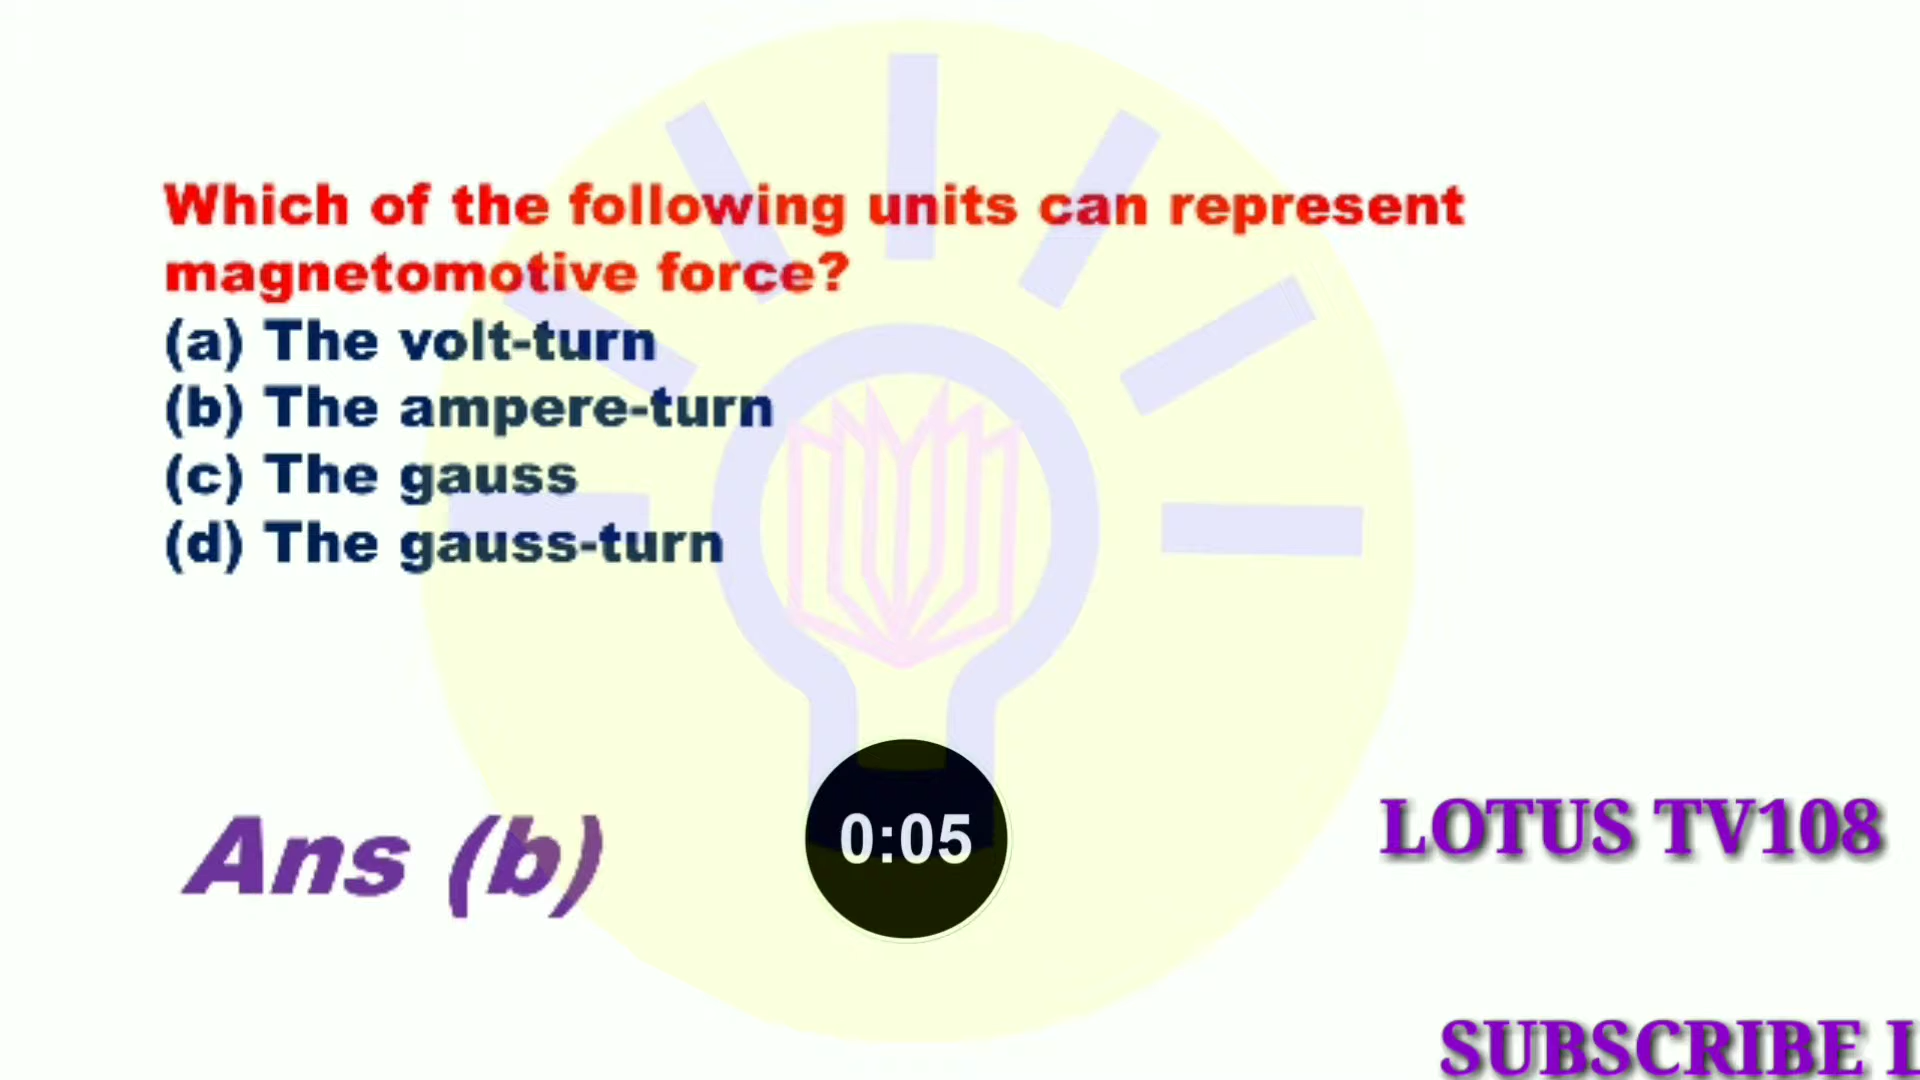 Which of the following units can represent
magnetomotive force?
(a) The volt-turn
(b) The ampere-turn
(c) The gauss
(d) The gauss-turn
Ans (b)
0:05
LOTUS TV108
SUBSCRIBE L